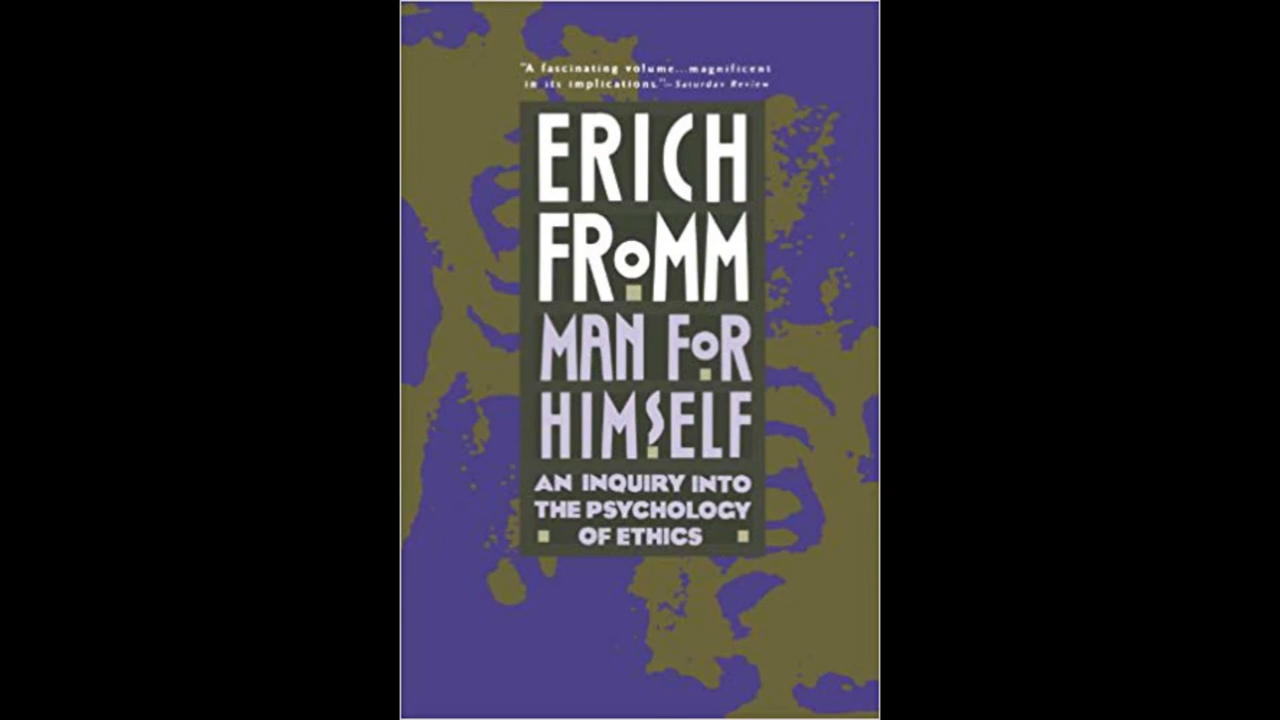 "A fascinating volume...magnificent
in its implications."—Saturday Review
ERICH
FRoMM
MAN FoR
HIMSELF
AN INQUIRY INTO
THE PSYCHOLOGY
OF ETHICS